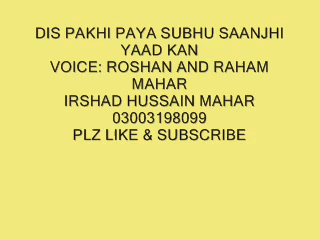 DIS PAKHI PAYA SUBHU SAANJHI
YAAD KAN
VOICE: ROSHAN AND RAHAM
MAHAR
IRSHAD HUSSAIN MAHAR
03003198099
PLZ LIKE & SUBSCRIBE